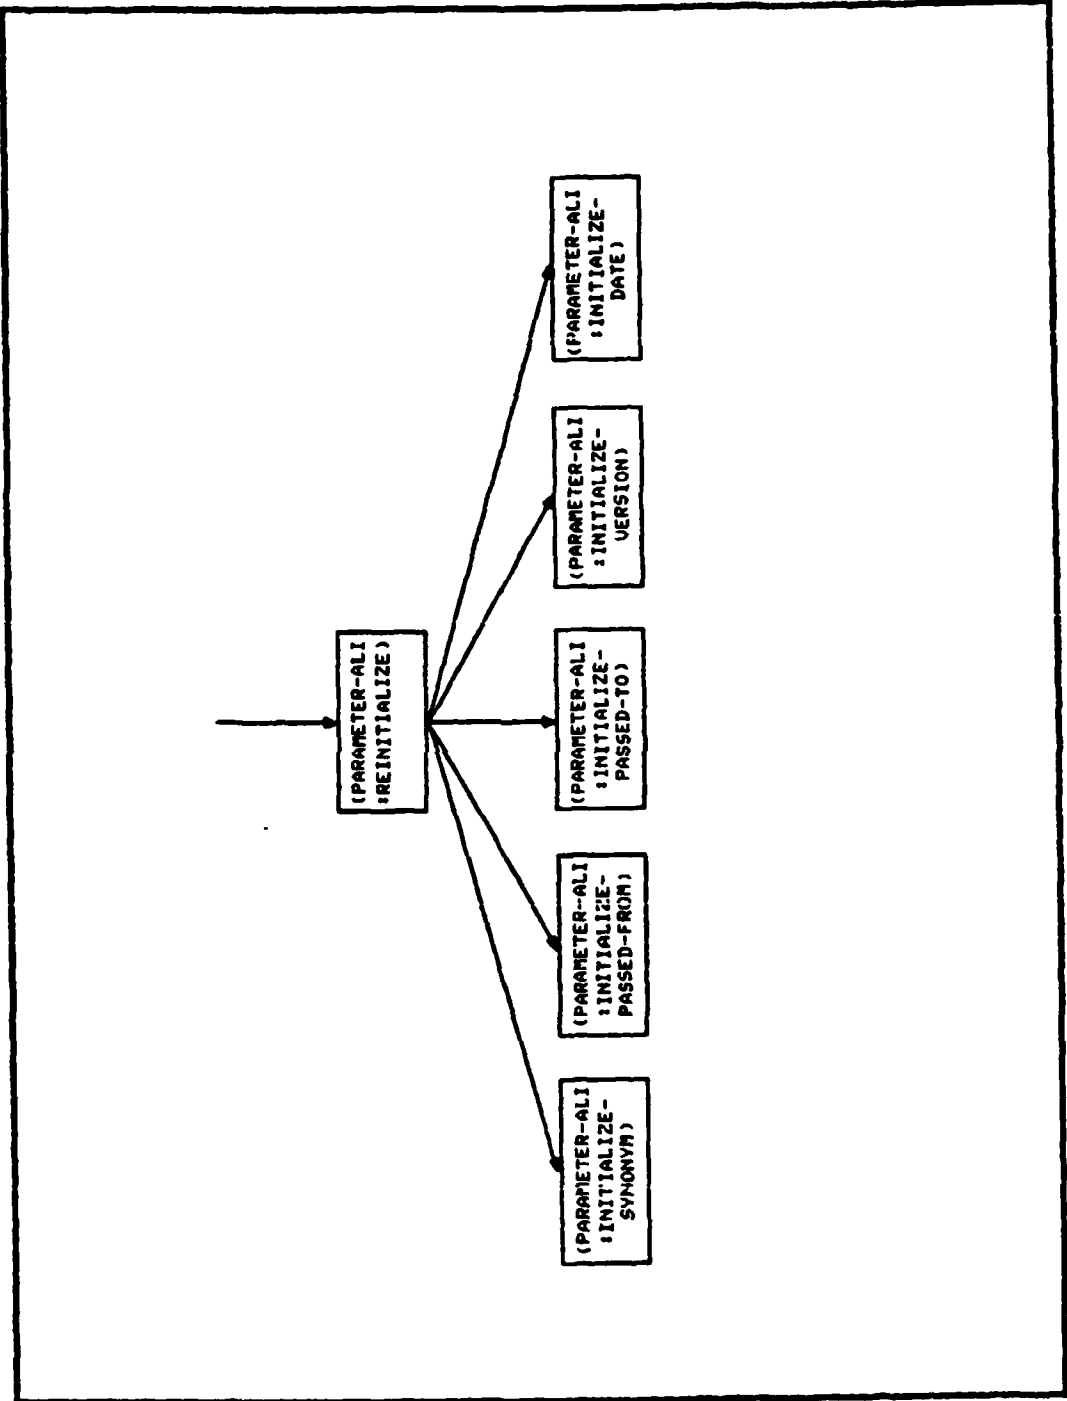 (PARAMETER-ALI
:REINITIALIZE)
(PARAMETER-ALI
:INITIALIZE-
SYNONYM)
(PARAMETER-ALI
:INITIALIZE-
PASSED-FROM)
(PARAMETER-ALI
:INITIALIZE-
PASSED-TO)
(PARAMETER-ALI
:INITIALIZE-
VERSION)
(PARAMETER-ALI
:INITIALIZE-
DATE)